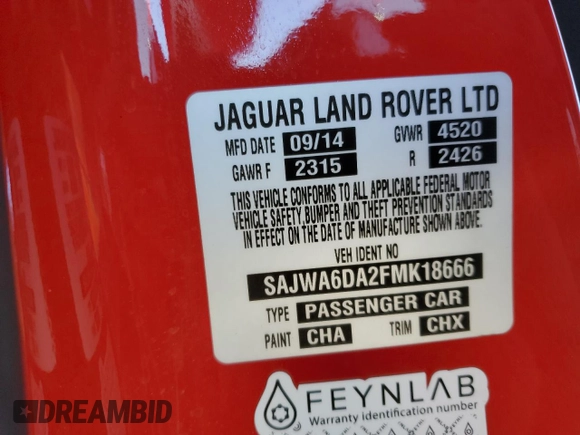 JAGUAR LAND ROVER LTD
MFD DATE 09/14 GVWR 4520
GAWR F 2315 R 2426
THIS VEHICLE CONFORMS TO ALL APPLICABLE FEDERAL MOTOR
VEHICLE SAFETY, BUMPER AND THEFT PREVENTION STANDARDS
IN EFFECT ON THE DATE OF MANUFACTURE SHOWN ABOVE.
VEH IDENT NO
SAJWA6DA2FMK18666
TYPE PASSENGER CAR
PAINT CHA TRIM CHX
FEYNLAB
Warranty identification number
DREAMBID